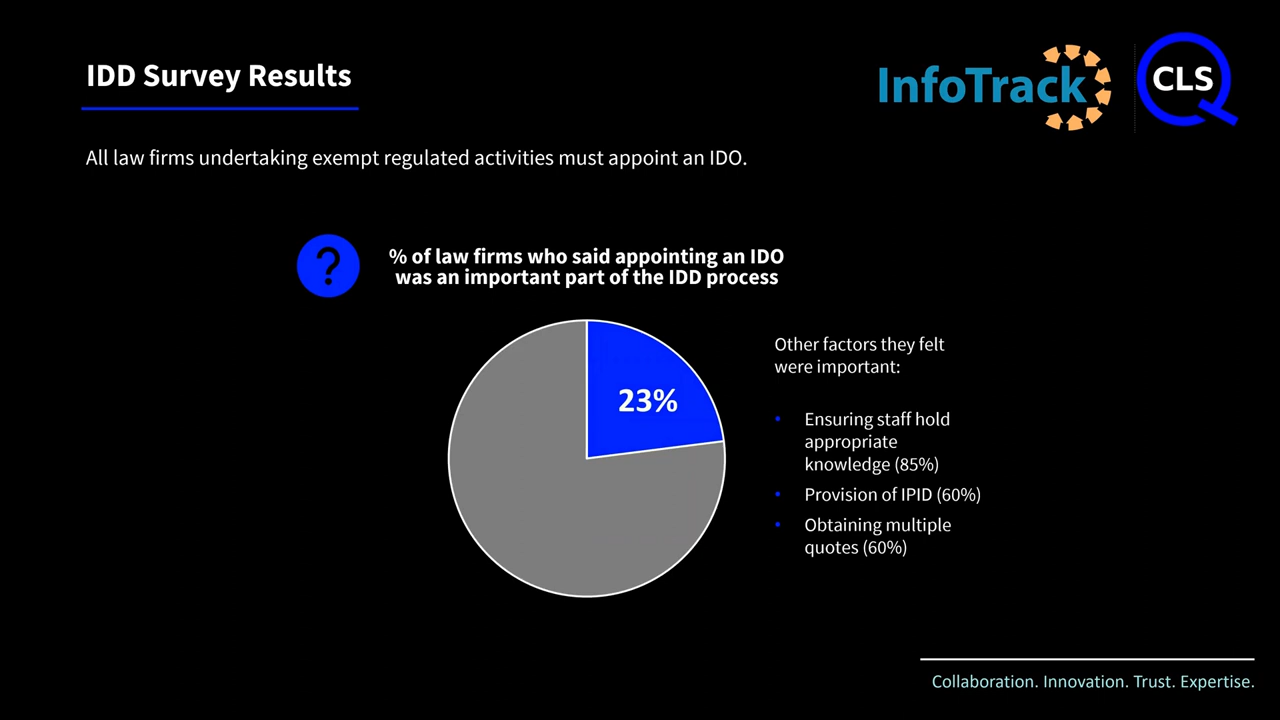 IDD Survey Results
InfoTrack
CLS
All law firms undertaking exempt regulated activities must appoint an IDO.
?
% of law firms who said appointing an IDO
was an important part of the IDD process
23%
Other factors they felt
were important:
• Ensuring staff hold
appropriate
knowledge (85%)
• Provision of IPID (60%)
• Obtaining multiple
quotes (60%)
Collaboration. Innovation. Trust. Expertise.